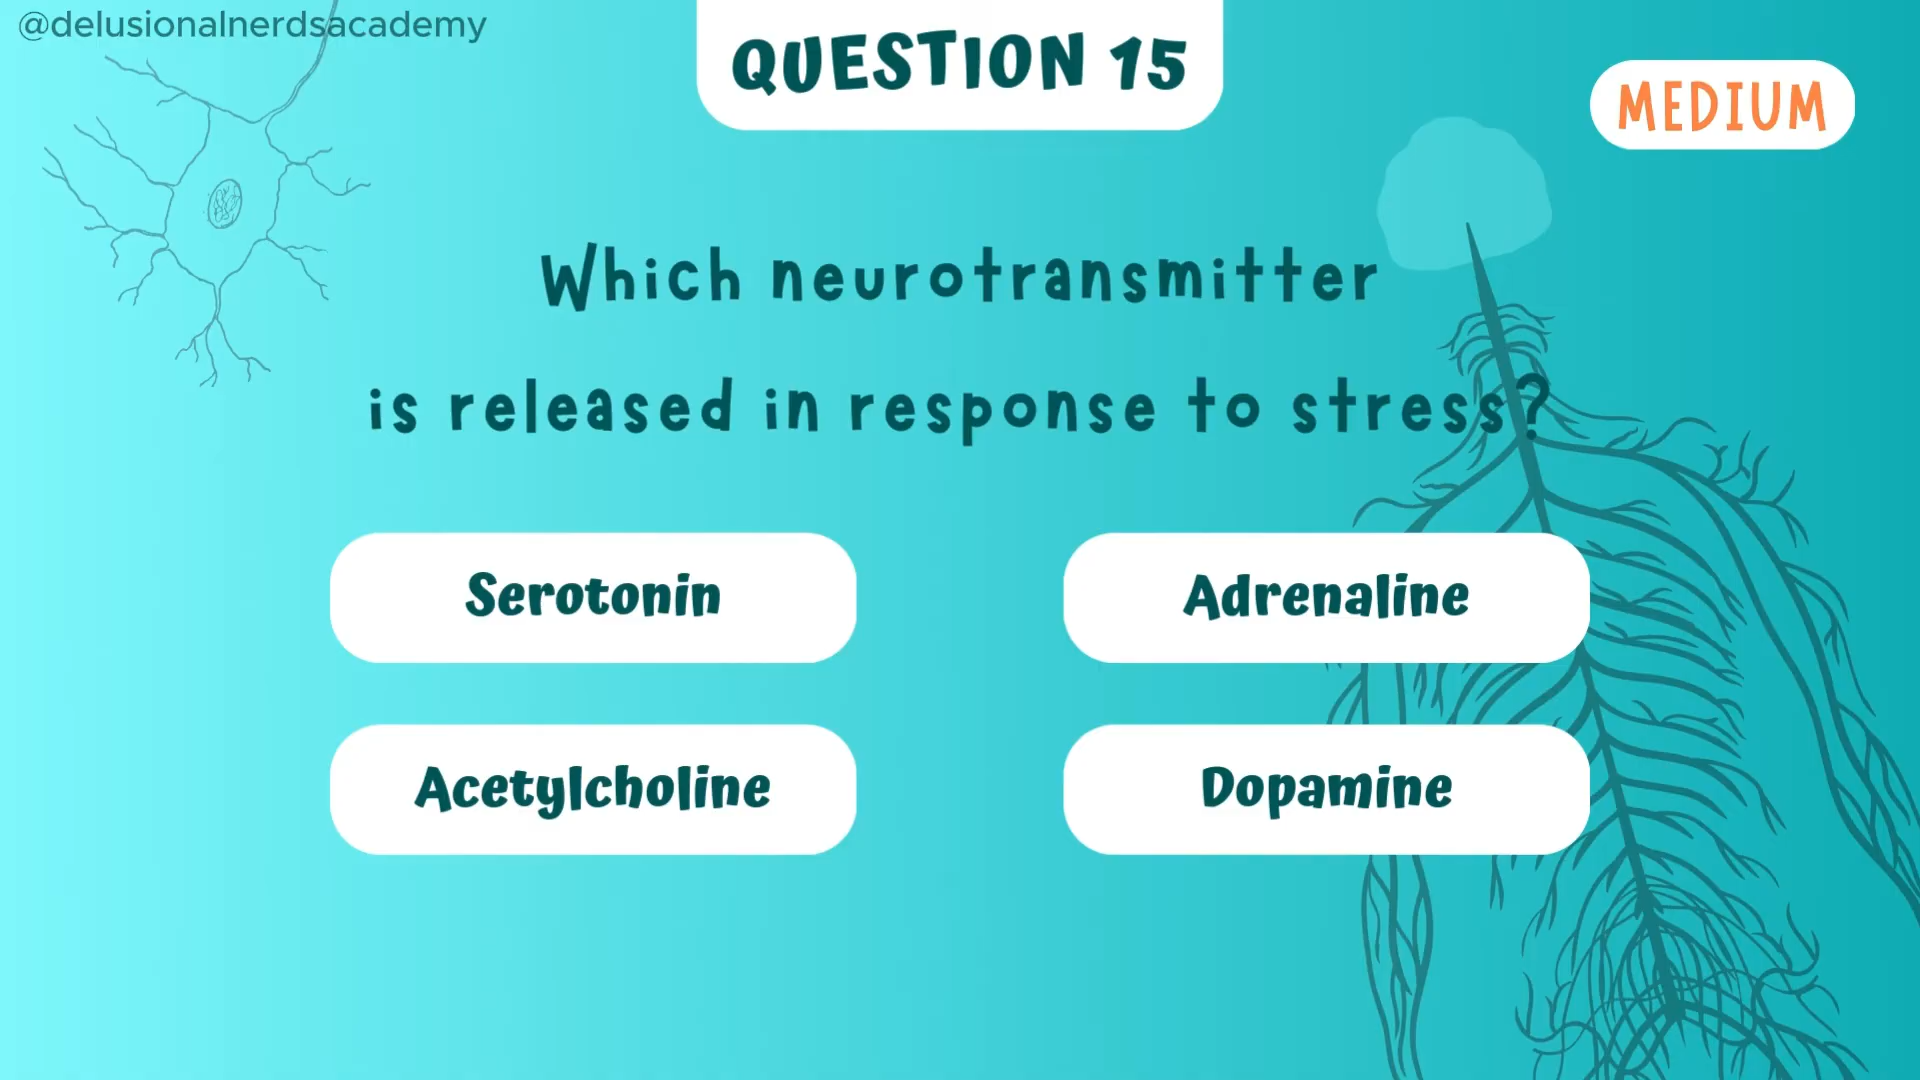 @delusionalnerdsacademy
QUESTION 15
MEDIUM
Which neurotransmitter
is released in response to stress?
Serotonin
Adrenaline
Acetylcholine
Dopamine